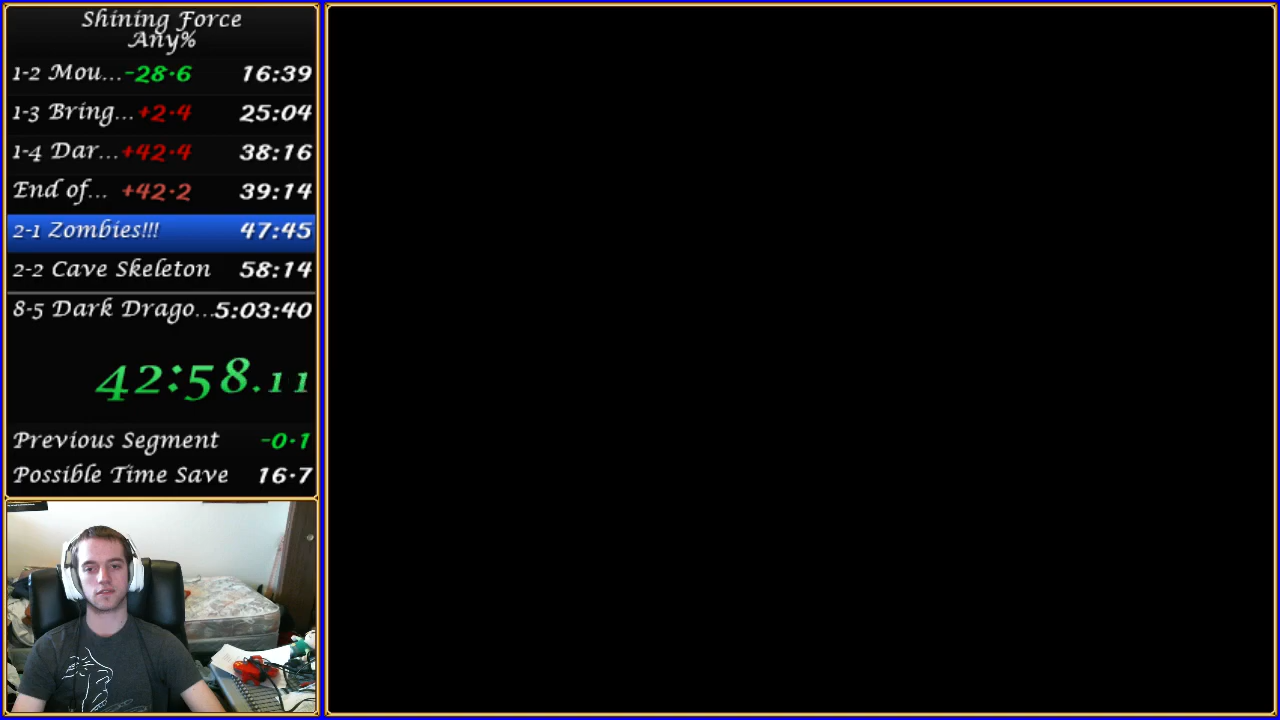 Shining Force
Any%
1-2 Mou... -28.6 16:39
1-3 Bring... +2.4 25:04
1-4 Dar... +42.4 38:16
End of... +42.2 39:14
2-1 Zombies!!! 47:45
2-2 Cave Skeleton 58:14
8-5 Dark Drago... 5:03:40
42:58.11
Previous Segment -0.1
Possible Time Save 16.7